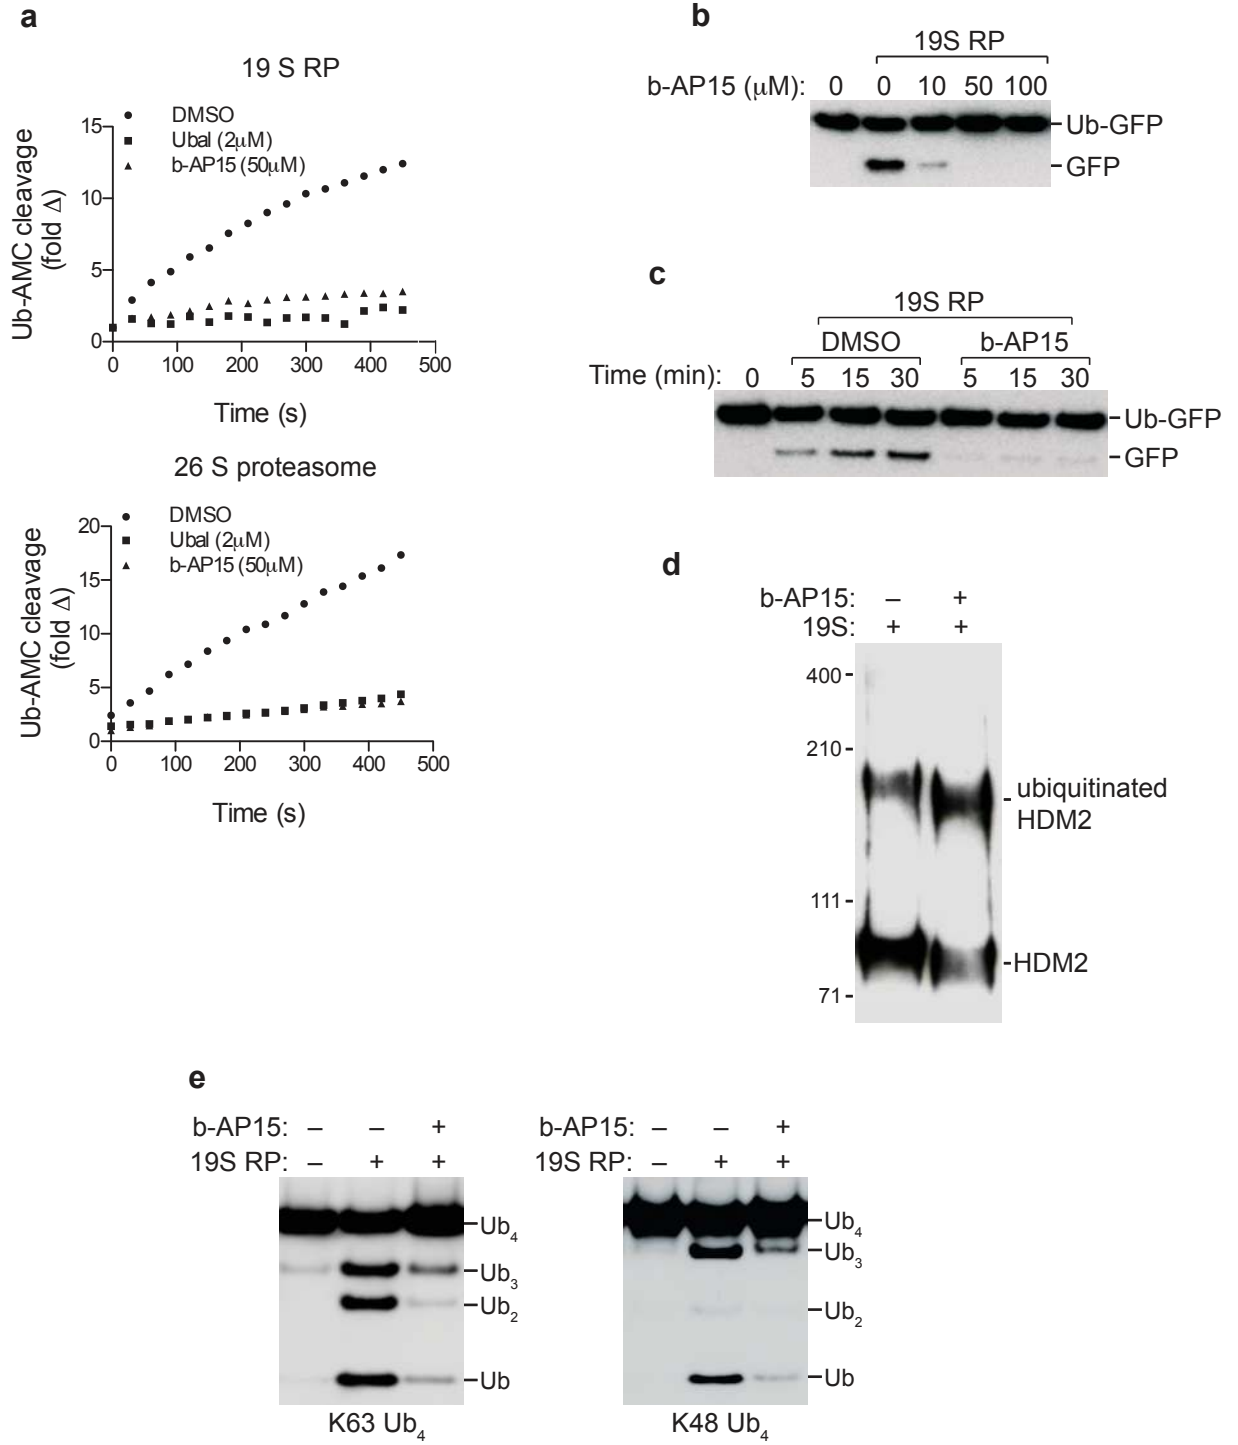 a
19 S RP
DMSO
Ubal (2μM)
b-AP15 (50μM)
Ub-AMC cleavage
(fold Δ)
15
10
5
0
0 100 200 300 400 500
Time (s)
26 S proteasome
DMSO
Ubal (2μM)
b-AP15 (50μM)
Ub-AMC cleavage
(fold Δ)
20
15
10
5
0
0 100 200 300 400 500
Time (s)
b
19S RP
b-AP15 (μM): 0 0 10 50 100
Ub-GFP
GFP
c
19S RP
DMSO b-AP15
Time (min): 0 5 15 30 5 15 30
Ub-GFP
GFP
d
b-AP15: – +
19S: + +
400
210
ubiquitinated
HDM2
111
HDM2
71
e
b-AP15: – – +
19S RP: – + +
Ub4
Ub3
Ub2
Ub
K63 Ub4
b-AP15: – – +
19S RP: – + +
Ub4
Ub3
Ub2
Ub
K48 Ub4